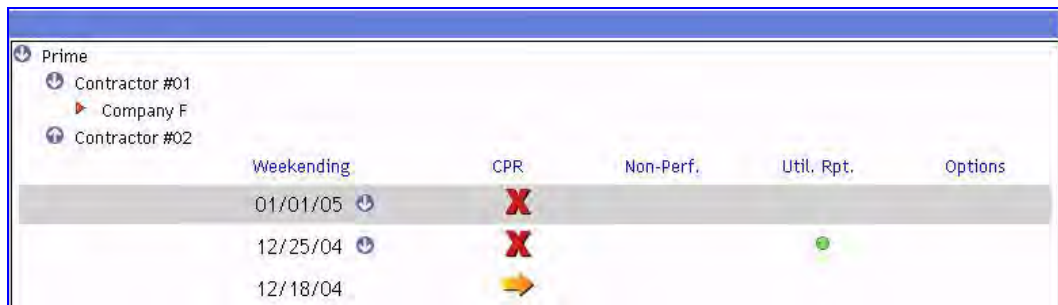 Prime
Contractor #01
Company F
Contractor #02
Weekending CPR Non-Perf. Util. Rpt. Options
01/01/05
12/25/04
12/18/04